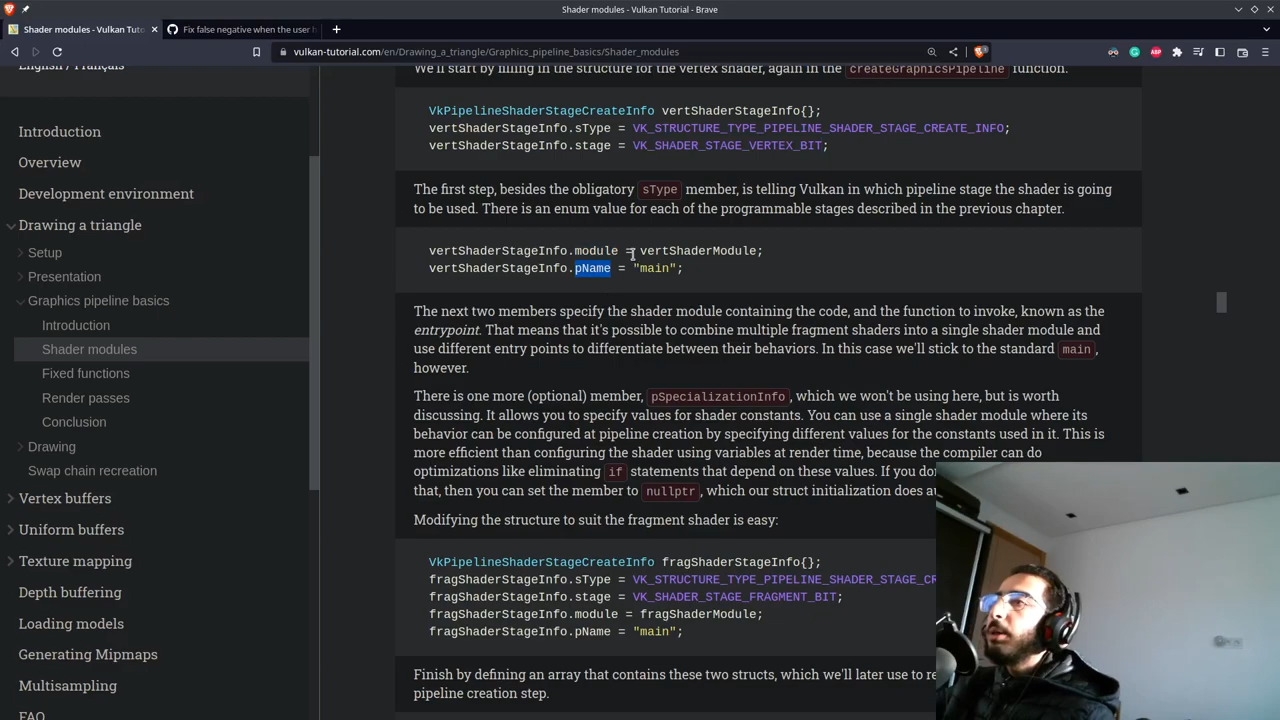 Shader modules - Vulkan Tutorial - Brave
Shader modules - Vulkan Tuto
Fix false negative when the user h
vulkan-tutorial.com/en/Drawing_a_triangle/Graphics_pipeline_basics/Shader_modules
English / Français
Introduction
Overview
Development environment
Drawing a triangle
Setup
Presentation
Graphics pipeline basics
Introduction
Shader modules
Fixed functions
Render passes
Conclusion
Drawing
Swap chain recreation
Vertex buffers
Uniform buffers
Texture mapping
Depth buffering
Loading models
Generating Mipmaps
Multisampling
FAQ
We'll start by filling in the structure for the vertex shader, again in the createGraphicsPipeline function.
VkPipelineShaderStageCreateInfo vertShaderStageInfo{};
vertShaderStageInfo.sType = VK_STRUCTURE_TYPE_PIPELINE_SHADER_STAGE_CREATE_INFO;
vertShaderStageInfo.stage = VK_SHADER_STAGE_VERTEX_BIT;
The first step, besides the obligatory sType member, is telling Vulkan in which pipeline stage the shader is going
to be used. There is an enum value for each of the programmable stages described in the previous chapter.
vertShaderStageInfo.module = vertShaderModule;
vertShaderStageInfo.pName = "main";
The next two members specify the shader module containing the code, and the function to invoke, known as the
entrypoint. That means that it's possible to combine multiple fragment shaders into a single shader module and
use different entry points to differentiate between their behaviors. In this case we'll stick to the standard main,
however.
There is one more (optional) member, pSpecializationInfo, which we won't be using here, but is worth
discussing. It allows you to specify values for shader constants. You can use a single shader module where its
behavior can be configured at pipeline creation by specifying different values for the constants used in it. This is
more efficient than configuring the shader using variables at render time, because the compiler can do
optimizations like eliminating if statements that depend on these values. If you do
that, then you can set the member to nullptr, which our struct initialization does a
Modifying the structure to suit the fragment shader is easy:
VkPipelineShaderStageCreateInfo fragShaderStageInfo{};
fragShaderStageInfo.sType = VK_STRUCTURE_TYPE_PIPELINE_SHADER_STAGE_CR
fragShaderStageInfo.stage = VK_SHADER_STAGE_FRAGMENT_BIT;
fragShaderStageInfo.module = fragShaderModule;
fragShaderStageInfo.pName = "main";
Finish by defining an array that contains these two structs, which we'll later use to re
pipeline creation step.